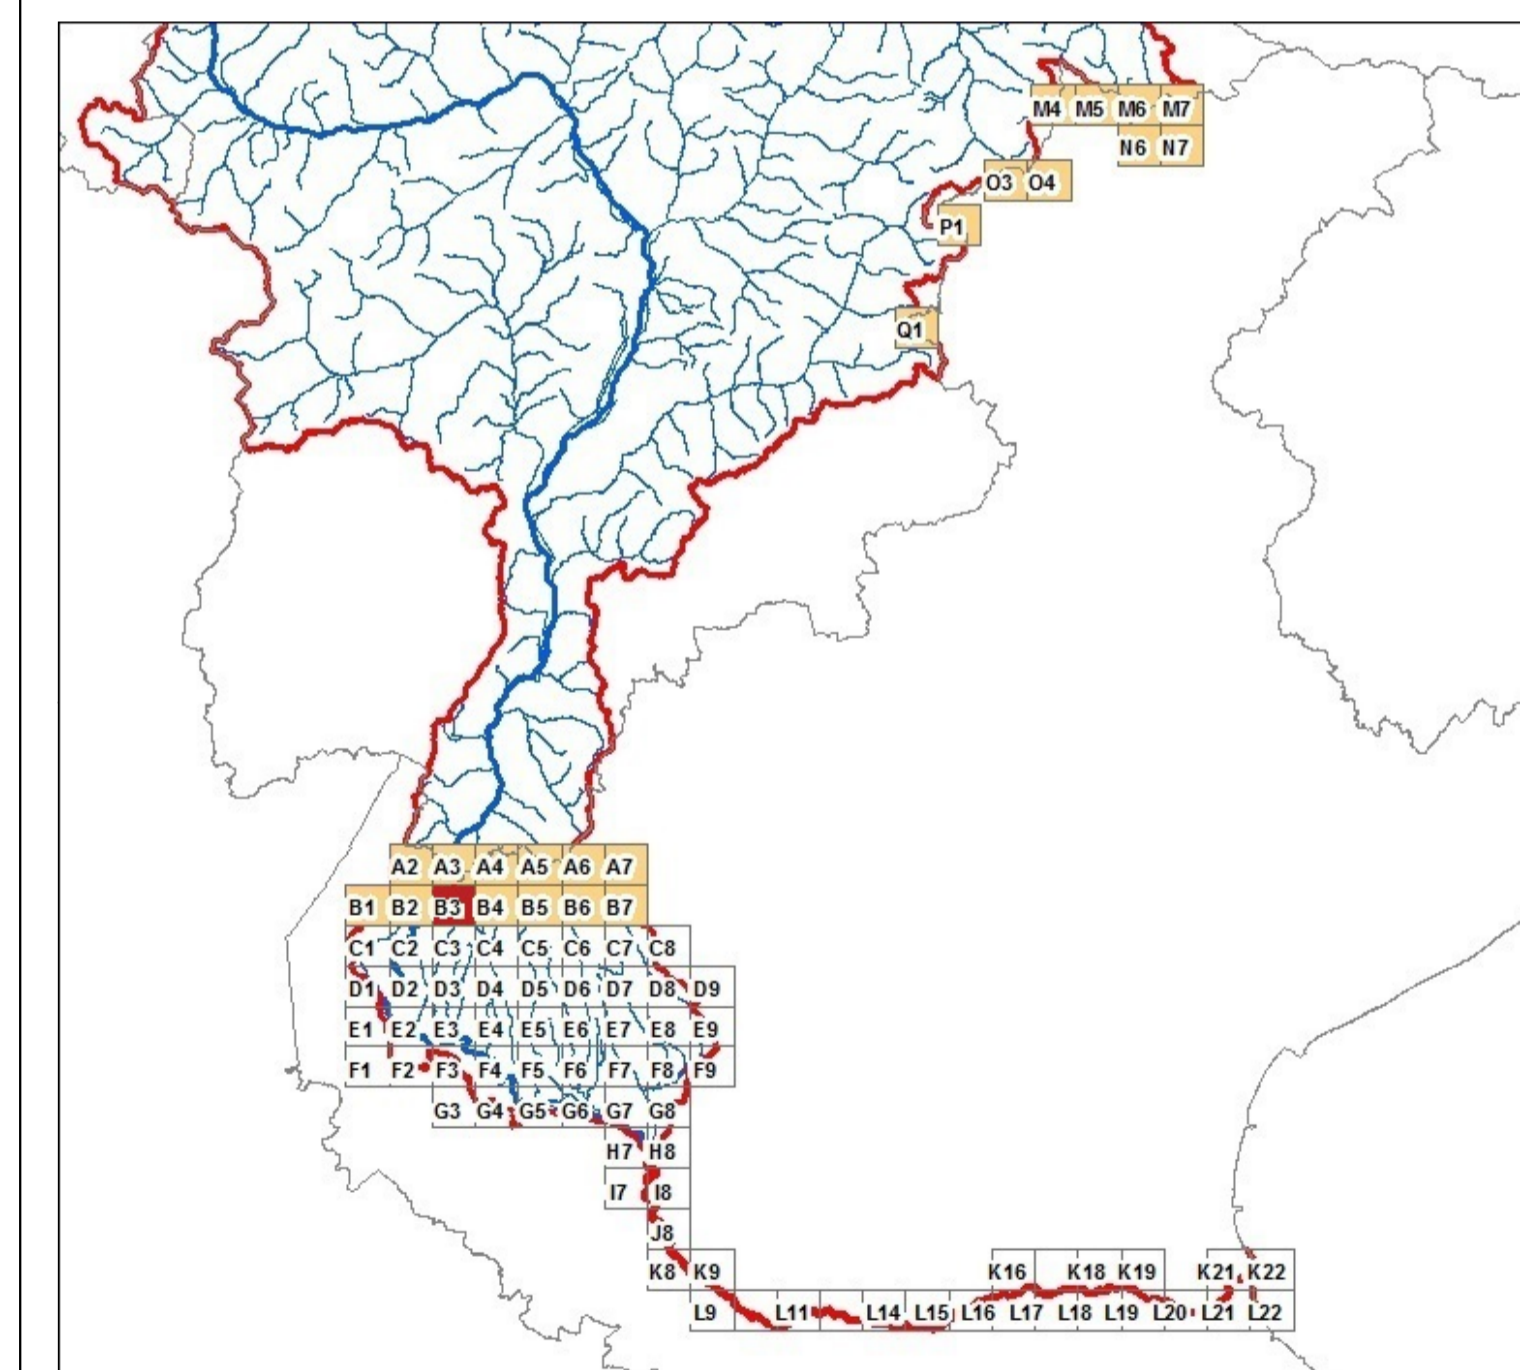 M4 M5 M6 M7
N6 N7
O3 O4
P1
Q1
A2 A3 A4 A5 A6 A7
B1 B2 B3 B4 B5 B6 B7
C1 C2 C3 C4 C5 C6 C7 C8
D1 D2 D3 D4 D5 D6 D7 D8 D9
E1 E2 E3 E4 E5 E6 E7 E8 E9
F1 F2 F3 F4 F5 F6 F7 F8 F9
G3 G4 G5 G6 G7 G8
H7 H8
I7 I8
J8
K8 K9 K16 K18 K19 K21 K22
L9 L11 L14 L15 L16 L17 L18 L19 L20 L21 L22